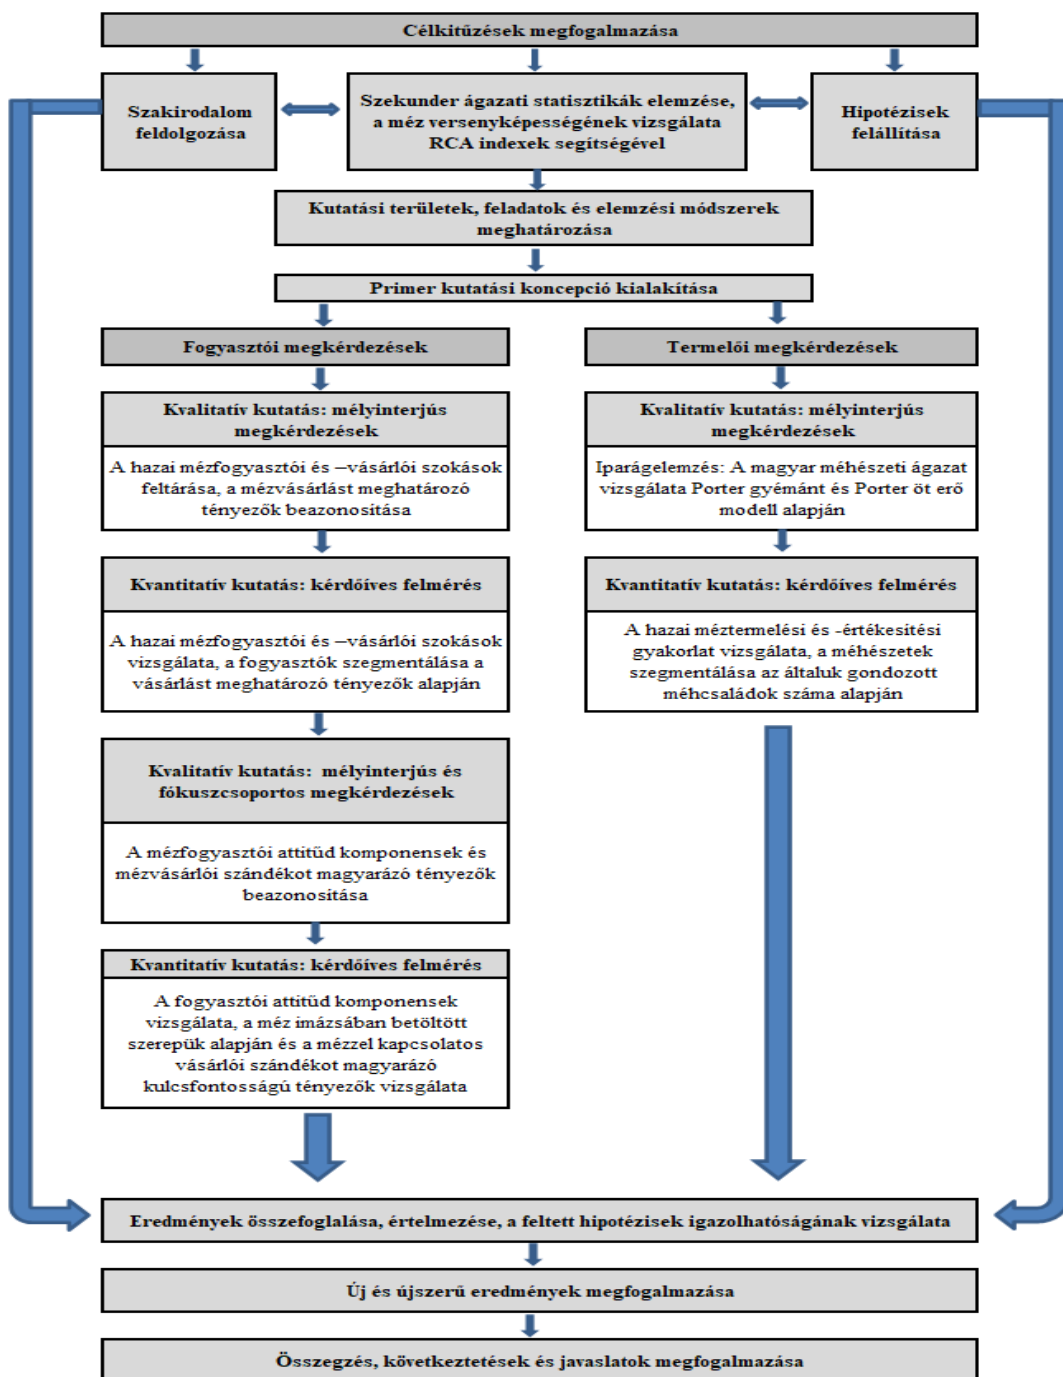 Célkitűzések megfogalmazása
Szakirodalom
feldolgozása
Szekunder ágazati statisztikák elemzése,
a méz versenyképességének vizsgálata
RCA indexek segítségével
Hipotézisek
felállítása
Kutatási területek, feladatok és elemzési módszerek
meghatározása
Primer kutatási koncepció kialakítása
Fogyasztói megkérdezések
Kvalitatív kutatás: mélyinterjús
megkérdezések
A hazai mézfogyasztói és –vásárlói szokások
feltárása, a mézvásárlást meghatározó
tényezők beazonosítása
Kvantitatív kutatás: kérdőíves felmérés
A hazai mézfogyasztói és –vásárlói szokások
vizsgálata, a fogyasztók szegmentálása a
vásárlást meghatározó tényezők alapján
Kvalitatív kutatás: mélyinterjús és
fókuszcsoportos megkérdezések
A mézfogyasztói attitűd komponensek és
mézvásárlói szándékot magyarázó tényezők
beazonosítása
Kvantitatív kutatás: kérdőíves felmérés
A fogyasztói attitűd komponensek
vizsgálata, a méz imázsában betöltött
szerepük alapján és a mézzel kapcsolatos
vásárlói szándékot magyarázó
kulcsfontosságú tényezők vizsgálata
Termelői megkérdezések
Kvalitatív kutatás: mélyinterjús
megkérdezések
Iparágelemzés: A magyar méhészeti ágazat
vizsgálata Porter gyémánt és Porter öt erő
modell alapján
Kvantitatív kutatás: kérdőíves felmérés
A hazai méztermelési és -értékesítési
gyakorlat vizsgálata, a méhészetek
szegmentálása az általuk gondozott
méhcsaládok száma alapján
Eredmények összefoglalása, értelmezése, a feltett hipotézisek igazolhatóságának vizsgálata
Új és újszerű eredmények megfogalmazása
Összegzés, következtetések és javaslatok megfogalmazása